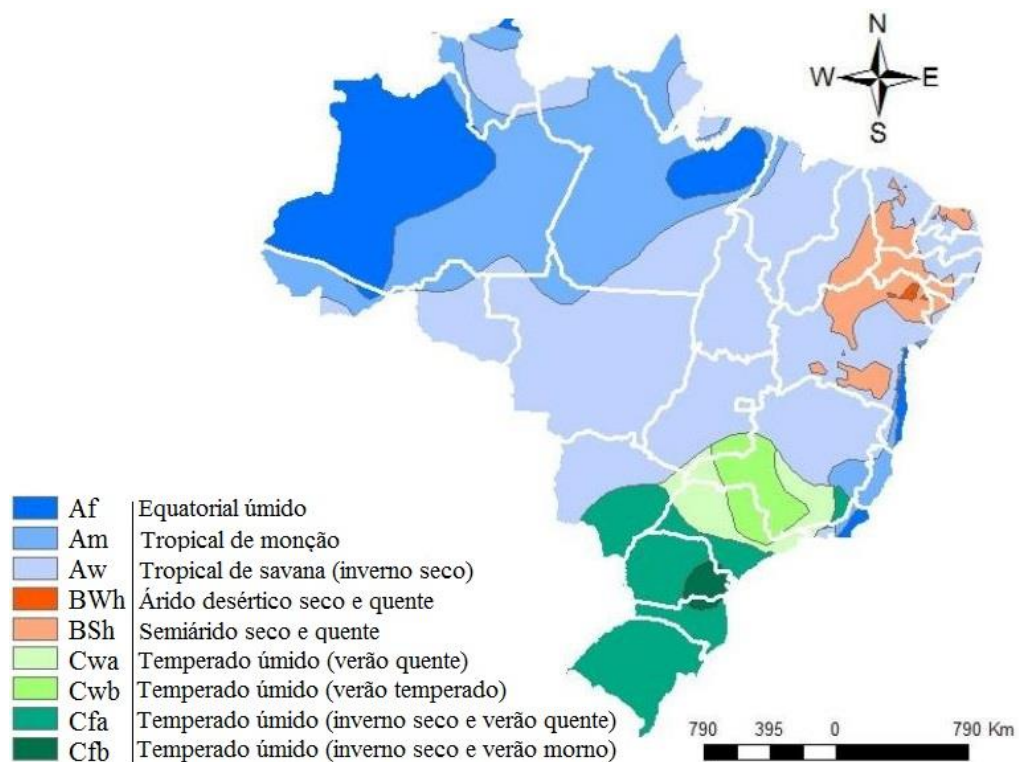 N
W E
S
Af Equatorial úmido
Am Tropical de monção
Aw Tropical de savana (inverno seco)
BWh Árido desértico seco e quente
BSh Semiárido seco e quente
Cwa Temperado úmido (verão quente)
Cwb Temperado úmido (verão temperado)
Cfa Temperado úmido (inverno seco e verão quente)
Cfb Temperado úmido (inverno seco e verão morno)
790 395 0 790 Km